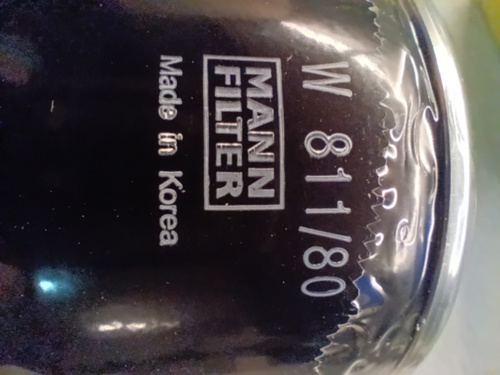 W 811/80
MANN
FILTER
Made in Korea